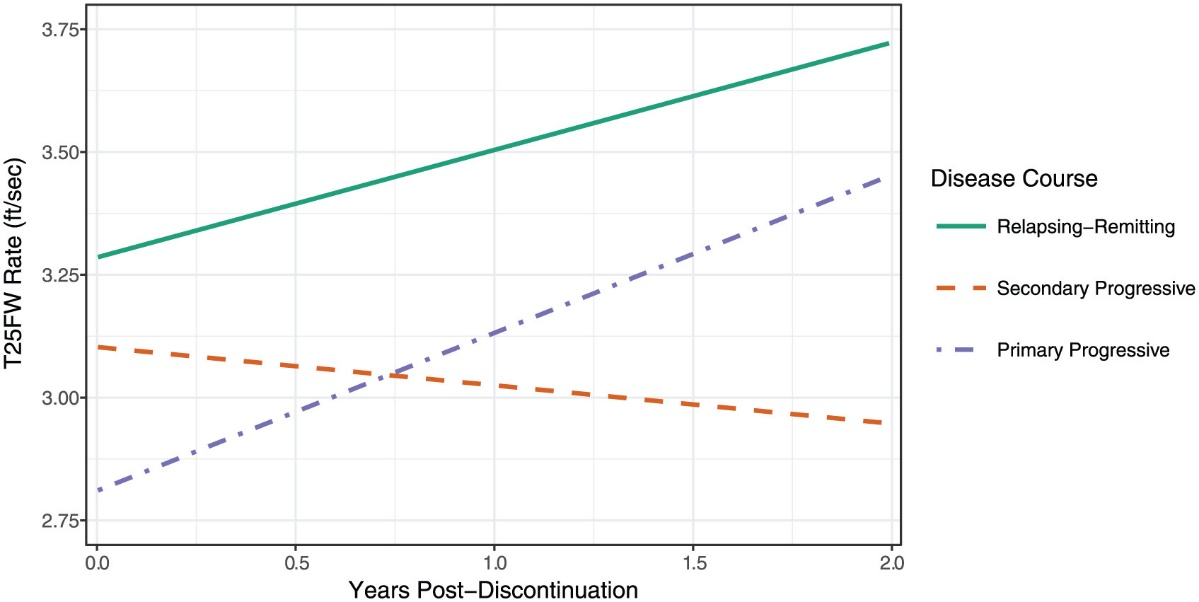 3.75
3.50
3.25
3.00
2.75
T25FW Rate (ft/sec)
0.0 0.5 1.0 1.5 2.0
Years Post−Discontinuation
Disease Course
Relapsing−Remitting
Secondary Progressive
Primary Progressive